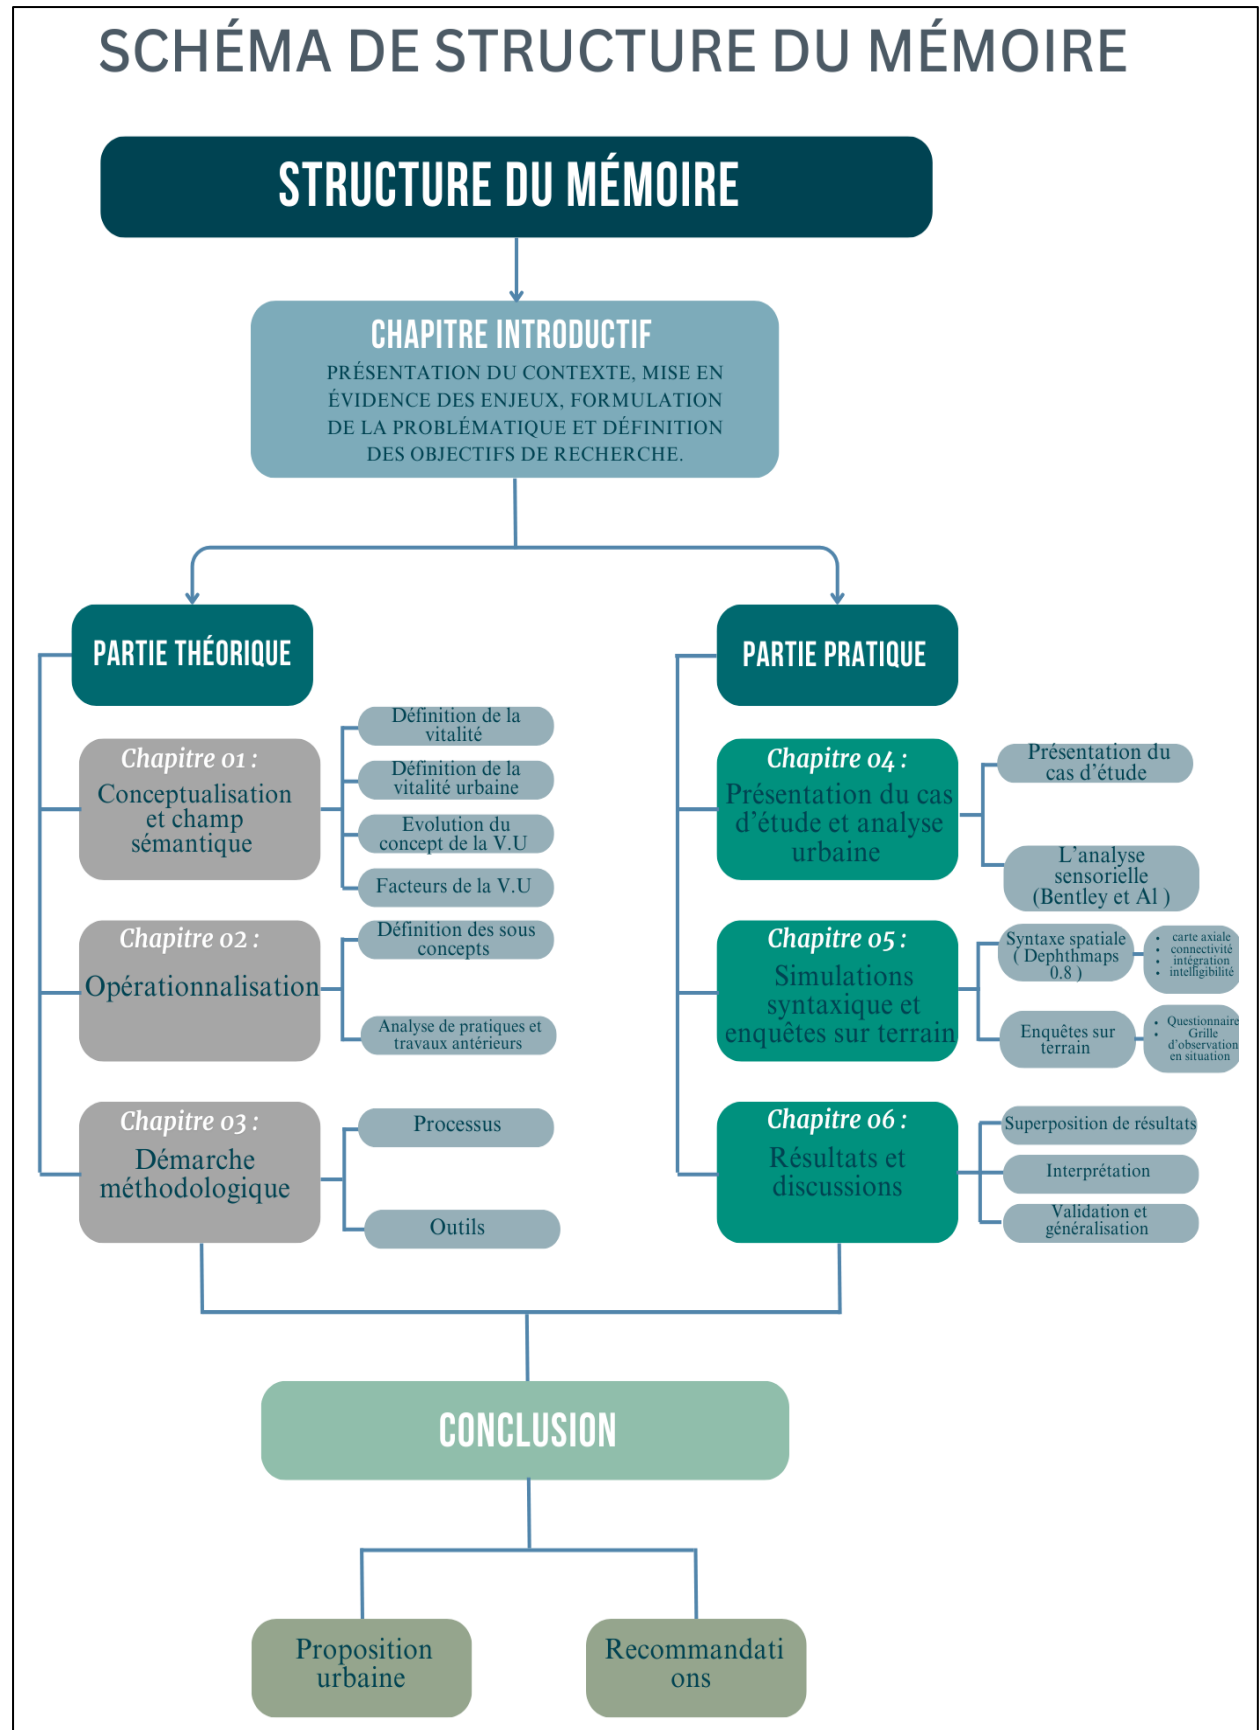 SCHÉMA DE STRUCTURE DU MÉMOIRE
STRUCTURE DU MÉMOIRE
CHAPITRE INTRODUCTIF
PRÉSENTATION DU CONTEXTE, MISE EN
ÉVIDENCE DES ENJEUX, FORMULATION
DE LA PROBLÉMATIQUE ET DÉFINITION
DES OBJECTIFS DE RECHERCHE.
PARTIE THÉORIQUE
Chapitre 01 :
Conceptualisation
et champ
sémantique
Définition de la
vitalité
Définition de la
vitalité urbaine
Evolution du
concept de la V.U
Facteurs de la V.U
Chapitre 02 :
Opérationnalisation
Définition des sous
concepts
Analyse de pratiques et
travaux antérieurs
Chapitre 03 :
Démarche
méthodologique
Processus
Outils
PARTIE PRATIQUE
Chapitre 04 :
Présentation du cas
d'étude et analyse
urbaine
Présentation du
cas d'étude
L'analyse
sensorielle
(Bentley et Al )
Chapitre 05 :
Simulations
syntaxique et
enquêtes sur terrain
Syntaxe spatiale
( Dephthmaps
0.8 )
• carte axiale
• connectivité
• intégration
• intelligibilité
Enquêtes sur
terrain
• Questionnaire
• Grille
d'observation
en situation
Chapitre 06 :
Résultats et
discussions
Superposition de résultats
Interprétation
Validation et
généralisation
CONCLUSION
Proposition
urbaine
Recommandati
ons